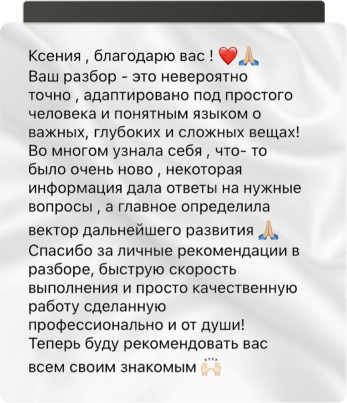 Ксения , благодарю вас ! ❤️🙏🏼
Ваш разбор - это невероятно
точно , адаптировано под простого
человека и понятным языком о
важных, глубоких и сложных вещах!
Во многом узнала себя , что- то
было очень ново , некоторая
информация дала ответы на нужные
вопросы , а главное определила
вектор дальнейшего развития 🙏🏼
Спасибо за личные рекомендации в
разборе, быструю скорость
выполнения и просто качественную
работу сделанную
профессионально и от души!
Теперь буду рекомендовать вас
всем своим знакомым 🙌🏻